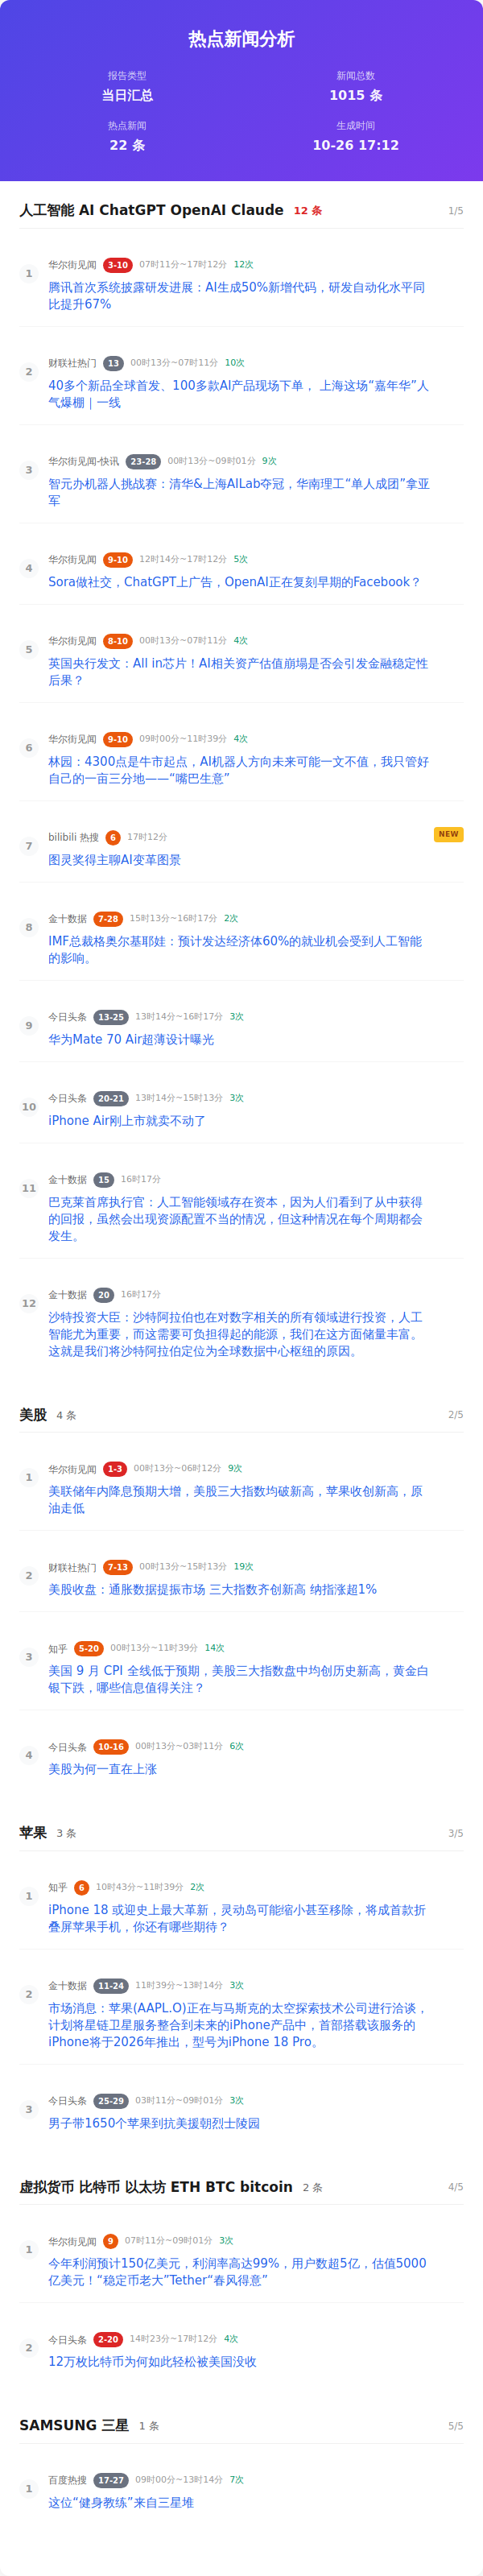 热点新闻分析
报告类型
当日汇总
新闻总数
1015 条
热点新闻
22 条
生成时间
10-26 17:12
人工智能 AI ChatGPT OpenAI Claude 12 条 1/5
1
华尔街见闻 3-10 07时11分~17时12分 12次
腾讯首次系统披露研发进展：AI生成50%新增代码，研发自动化水平同
比提升67%
2
财联社热门 13 00时13分~07时11分 10次
40多个新品全球首发、100多款AI产品现场下单， 上海这场“嘉年华”人
气爆棚｜一线
3
华尔街见闻-快讯 23-28 00时13分~09时01分 9次
智元办机器人挑战赛：清华&上海AILab夺冠，华南理工“单人成团”拿亚
军
4
华尔街见闻 9-10 12时14分~17时12分 5次
Sora做社交，ChatGPT上广告，OpenAI正在复刻早期的Facebook？
5
华尔街见闻 8-10 00时13分~07时11分 4次
英国央行发文：All in芯片！AI相关资产估值崩塌是否会引发金融稳定性
后果？
6
华尔街见闻 9-10 09时00分~11时39分 4次
林园：4300点是牛市起点，AI机器人方向未来可能一文不值，我只管好
自己的一亩三分地——“嘴巴生意”
7
bilibili 热搜 6 17时12分
NEW
图灵奖得主聊AI变革图景
8
金十数据 7-28 15时13分~16时17分 2次
IMF总裁格奥尔基耶娃：预计发达经济体60%的就业机会受到人工智能
的影响。
9
今日头条 13-25 13时14分~16时17分 3次
华为Mate 70 Air超薄设计曝光
10
今日头条 20-21 13时14分~15时13分 3次
iPhone Air刚上市就卖不动了
11
金十数据 15 16时17分
巴克莱首席执行官：人工智能领域存在资本，因为人们看到了从中获得
的回报，虽然会出现资源配置不当的情况，但这种情况在每个周期都会
发生。
12
金十数据 20 16时17分
沙特投资大臣：沙特阿拉伯也在对数字相关的所有领域进行投资，人工
智能尤为重要，而这需要可负担得起的能源，我们在这方面储量丰富。
这就是我们将沙特阿拉伯定位为全球数据中心枢纽的原因。
美股 4 条 2/5
1
华尔街见闻 1-3 00时13分~06时12分 9次
美联储年内降息预期大增，美股三大指数均破新高，苹果收创新高，原
油走低
2
财联社热门 7-13 00时13分~15时13分 19次
美股收盘：通胀数据提振市场 三大指数齐创新高 纳指涨超1%
3
知乎 5-20 00时13分~11时39分 14次
美国 9 月 CPI 全线低于预期，美股三大指数盘中均创历史新高，黄金白
银下跌，哪些信息值得关注？
4
今日头条 10-16 00时13分~03时11分 6次
美股为何一直在上涨
苹果 3 条 3/5
1
知乎 6 10时43分~11时39分 2次
iPhone 18 或迎史上最大革新，灵动岛可能缩小甚至移除，将成首款折
叠屏苹果手机，你还有哪些期待？
2
金十数据 11-24 11时39分~13时14分 3次
市场消息：苹果(AAPL.O)正在与马斯克的太空探索技术公司进行洽谈，
计划将星链卫星服务整合到未来的iPhone产品中，首部搭载该服务的
iPhone将于2026年推出，型号为iPhone 18 Pro。
3
今日头条 25-29 03时11分~09时01分 3次
男子带1650个苹果到抗美援朝烈士陵园
虚拟货币 比特币 以太坊 ETH BTC bitcoin 2 条 4/5
1
华尔街见闻 9 07时11分~09时01分 3次
今年利润预计150亿美元，利润率高达99%，用户数超5亿，估值5000
亿美元！“稳定币老大”Tether“春风得意”
2
今日头条 2-20 14时23分~17时12分 4次
12万枚比特币为何如此轻松被美国没收
SAMSUNG 三星 1 条 5/5
1
百度热搜 17-27 09时00分~13时14分 7次
这位“健身教练”来自三星堆